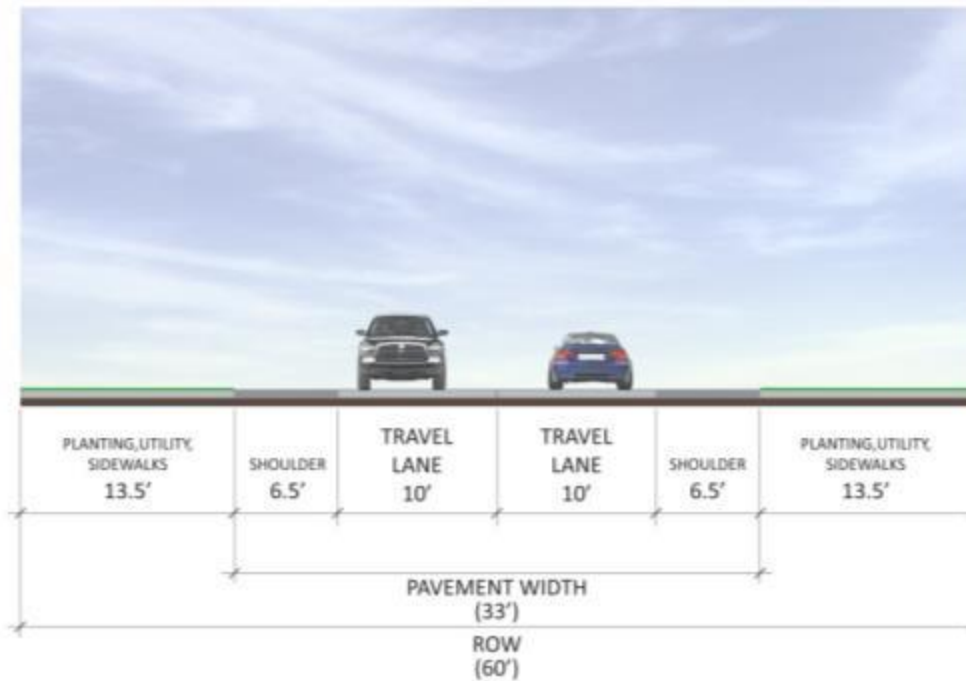 PLANTING,UTILITY,
SIDEWALKS
13.5'
SHOULDER
6.5'
TRAVEL
LANE
10'
TRAVEL
LANE
10'
SHOULDER
6.5'
PLANTING,UTILITY,
SIDEWALKS
13.5'
PAVEMENT WIDTH
(33')
ROW
(60')